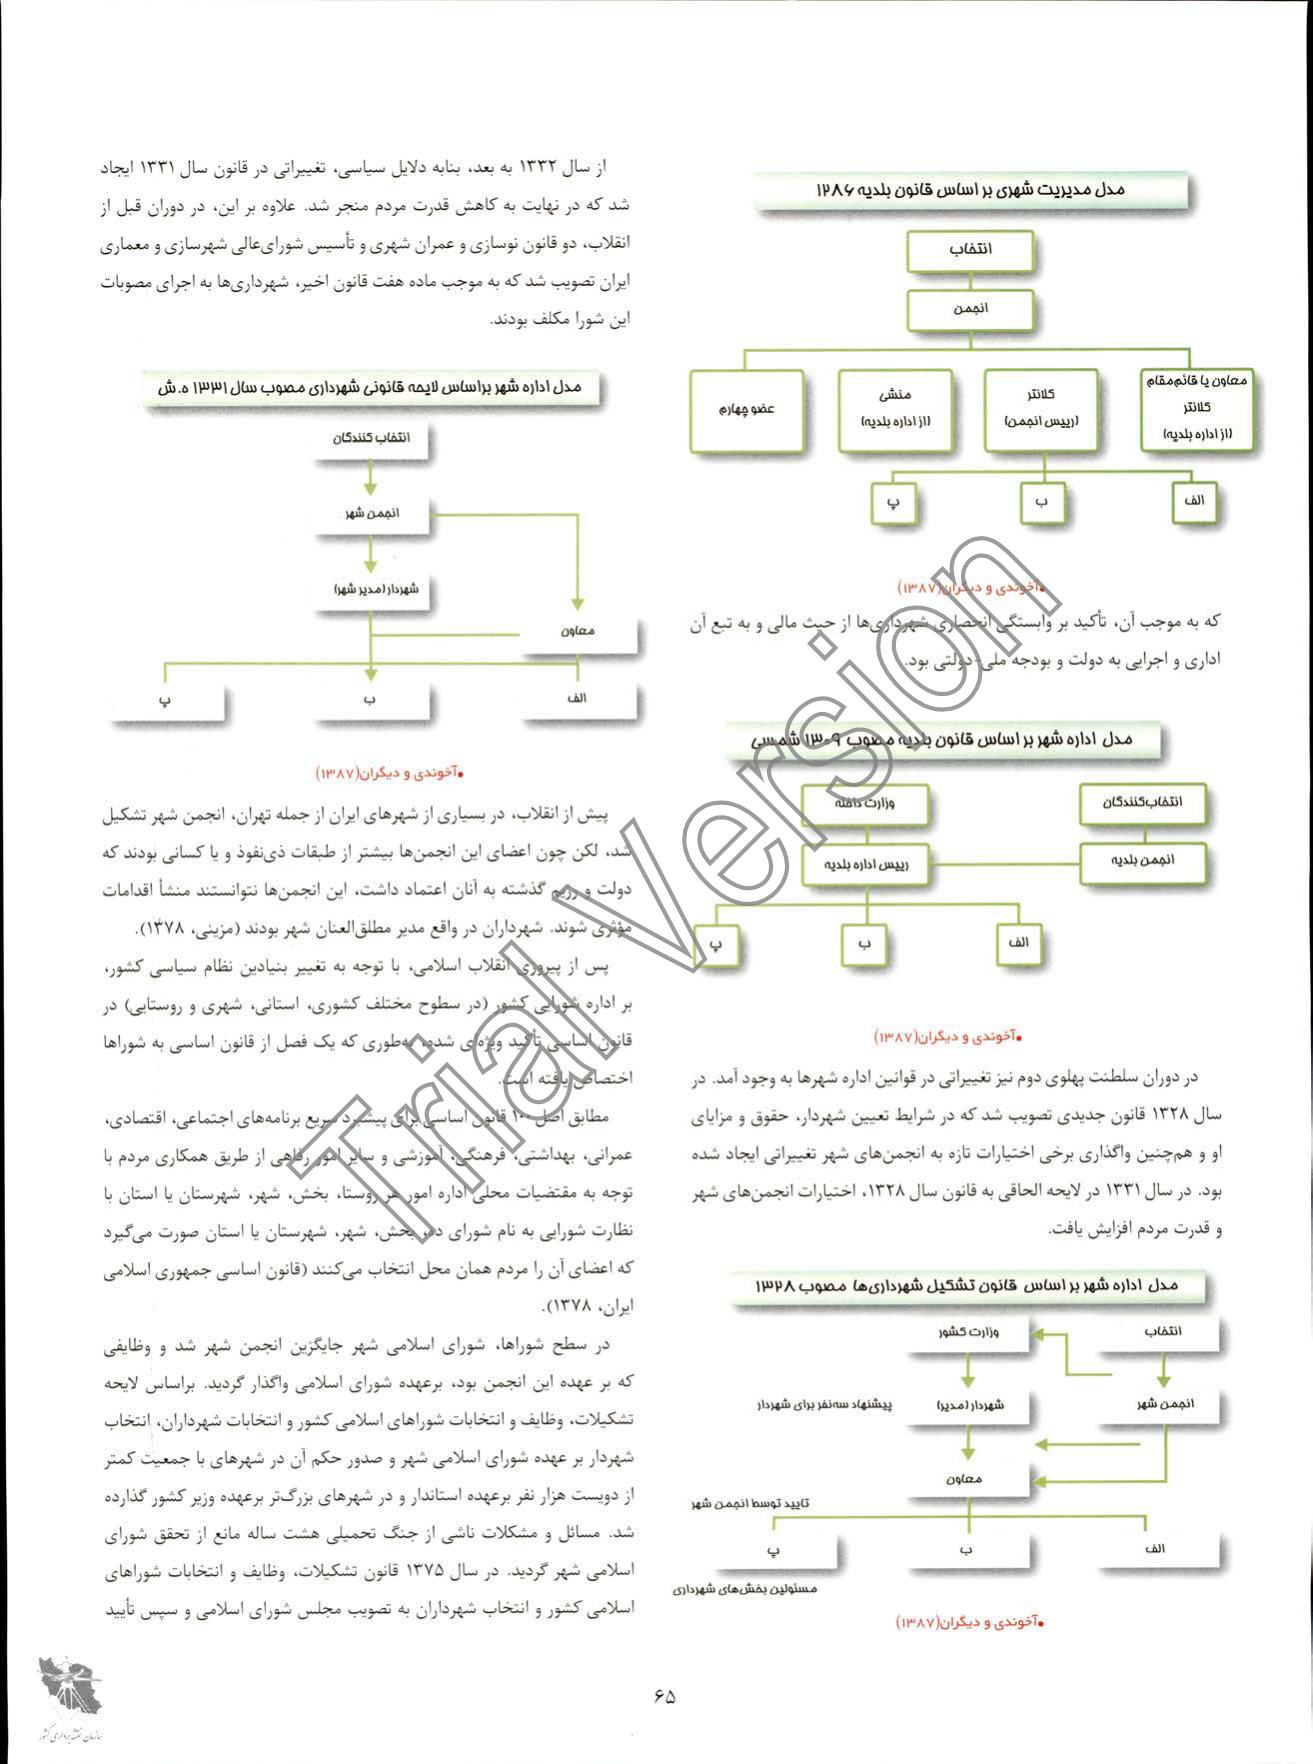 مدل مدیریت شهری بر اساس قانون بلدیه ۱۲۸۶
انتخاب
انجمن
معاون یا قائم‌مقام
کلانتر
(از اداره بلدیه)
کلانتر
(رییس انجمن)
منشی
(از اداره بلدیه)
عضو چهارم
الف
ب
پ
•آخوندی و دیگران(۱۳۸۷)
که به موجب آن، تأکید بر وابستگی انحصاری شهرداری‌ها از حیث مالی و به تبع آن
اداری و اجرایی به دولت و بودجه ملی-دولتی بود.
مدل اداره شهر بر اساس قانون بلدیه مصوب ۱۳۰۹ شمسی
انتخاب‌کنندگان
وزارت داخله
انجمن بلدیه
رییس اداره بلدیه
الف
ب
پ
•آخوندی و دیگران(۱۳۸۷)
در دوران سلطنت پهلوی دوم نیز تغییراتی در قوانین اداره شهرها به وجود آمد. در
سال ۱۳۲۸ قانون جدیدی تصویب شد که در شرایط تعیین شهردار، حقوق و مزایای
او و هم‌چنین واگذاری برخی اختیارات تازه به انجمن‌های شهر تغییراتی ایجاد شده
بود. در سال ۱۳۳۱ در لایحه الحاقی به قانون سال ۱۳۲۸، اختیارات انجمن‌های شهر
و قدرت مردم افزایش یافت.
مدل اداره شهر بر اساس قانون تشکیل شهرداری‌ها مصوب ۱۳۲۸
انتخاب
وزارت کشور
انجمن شهر
شهردار (مدیر)
پیشنهاد سه‌نفر برای شهردار
معاون
تایید توسط انجمن شهر
الف
ب
پ
مسئولین بخش‌های شهرداری
•آخوندی و دیگران(۱۳۸۷)
از سال ۱۳۳۲ به بعد، بنابه دلایل سیاسی، تغییراتی در قانون سال ۱۳۳۱ ایجاد
شد که در نهایت به کاهش قدرت مردم منجر شد. علاوه بر این، در دوران قبل از
انقلاب، دو قانون نوسازی و عمران شهری و تأسیس شورای‌عالی شهرسازی و معماری
ایران تصویب شد که به موجب ماده هفت قانون اخیر، شهرداری‌ها به اجرای مصوبات
این شورا مکلف بودند.
مدل اداره شهر براساس لایحه قانونی شهرداری مصوب سال ۱۳۳۱ ه.ش
انتخاب کنندگان
انجمن شهر
شهردار (مدیر شهر)
معاون
الف
ب
پ
•آخوندی و دیگران(۱۳۸۷)
پیش از انقلاب، در بسیاری از شهرهای ایران از جمله تهران، انجمن شهر تشکیل
شد، لکن چون اعضای این انجمن‌ها بیشتر از طبقات ذی‌نفوذ و یا کسانی بودند که
دولت و رژیم گذشته به آنان اعتماد داشت، این انجمن‌ها نتوانستند منشأ اقدامات
مؤثری شوند. شهرداران در واقع مدیر مطلق‌العنان شهر بودند (مزینی، ۱۳۷۸).
پس از پیروزی انقلاب اسلامی، با توجه به تغییر بنیادین نظام سیاسی کشور،
بر اداره شورایی کشور (در سطوح مختلف کشوری، استانی، شهری و روستایی) در
قانون اساسی تأکید ویژه‌ای شده، به‌طوری که یک فصل از قانون اساسی به شوراها
اختصاص یافته است.
مطابق اصل ۱۰۰ قانون اساسی برای پیشبرد سریع برنامه‌های اجتماعی، اقتصادی،
عمرانی، بهداشتی، فرهنگی، آموزشی و سایر امور رفاهی از طریق همکاری مردم با
توجه به مقتضیات محلی اداره امور هر روستا، بخش، شهر، شهرستان یا استان با
نظارت شورایی به نام شورای ده، بخش، شهر، شهرستان یا استان صورت می‌گیرد
که اعضای آن را مردم همان محل انتخاب می‌کنند (قانون اساسی جمهوری اسلامی
ایران، ۱۳۷۸).
در سطح شوراها، شورای اسلامی شهر جایگزین انجمن شهر شد و وظایفی
که بر عهده این انجمن بود، برعهده شورای اسلامی واگذار گردید. براساس لایحه
تشکیلات، وظایف و انتخابات شوراهای اسلامی کشور و انتخابات شهرداران، انتخاب
شهردار بر عهده شورای اسلامی شهر و صدور حکم آن در شهرهای با جمعیت کمتر
از دویست هزار نفر برعهده استاندار و در شهرهای بزرگ‌تر برعهده وزیر کشور گذارده
شد. مسائل و مشکلات ناشی از جنگ تحمیلی هشت ساله مانع از تحقق شورای
اسلامی شهر گردید. در سال ۱۳۷۵ قانون تشکیلات، وظایف و انتخابات شوراهای
اسلامی کشور و انتخاب شهرداران به تصویب مجلس شورای اسلامی و سپس تأیید
Trial Version
سازمان نقشه برداری کشور
۶۵